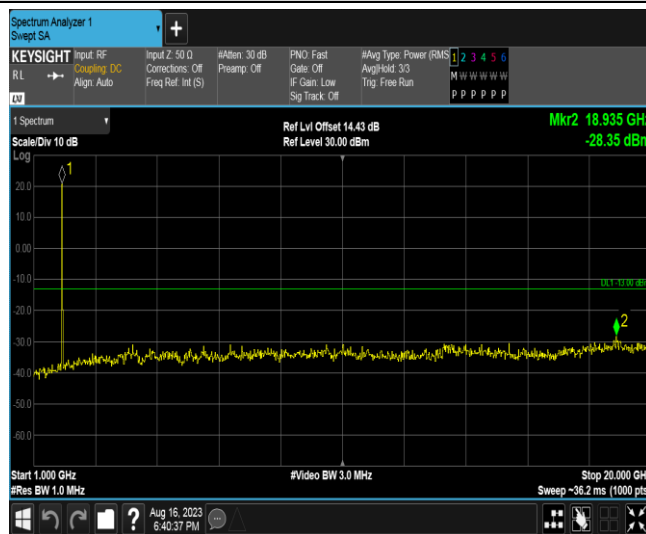 Spectrum Analyzer 1
Swept SA
+
KEYSIGHT Input: RF Input Z: 50 Ω #Atten: 30 dB PNO: Fast #Avg Type: Power (RMS 1 2 3 4 5 6
RL Coupling: DC Corrections: Off Preamp: Off Gate: Off Avg|Hold: 3/3 M W W W W W
Align: Auto Freq Ref: Int (S) IF Gain: Low Trig: Free Run
Sig Track: Off P P P P P P
1 Spectrum
Ref Lvl Offset 14.43 dB Mkr2 18.935 GHz
Scale/Div 10 dB Ref Level 30.00 dBm -28.35 dBm
Log
1
20.0
10.0
0.00
-10.0
DL1 -13.00 dBm
-20.0
2
-30.0
-40.0
-50.0
-60.0
Start 1.000 GHz #Video BW 3.0 MHz Stop 20.000 GH
#Res BW 1.0 MHz Sweep ~36.2 ms (1000 pts
? Aug 16, 2023
6:40:37 PM